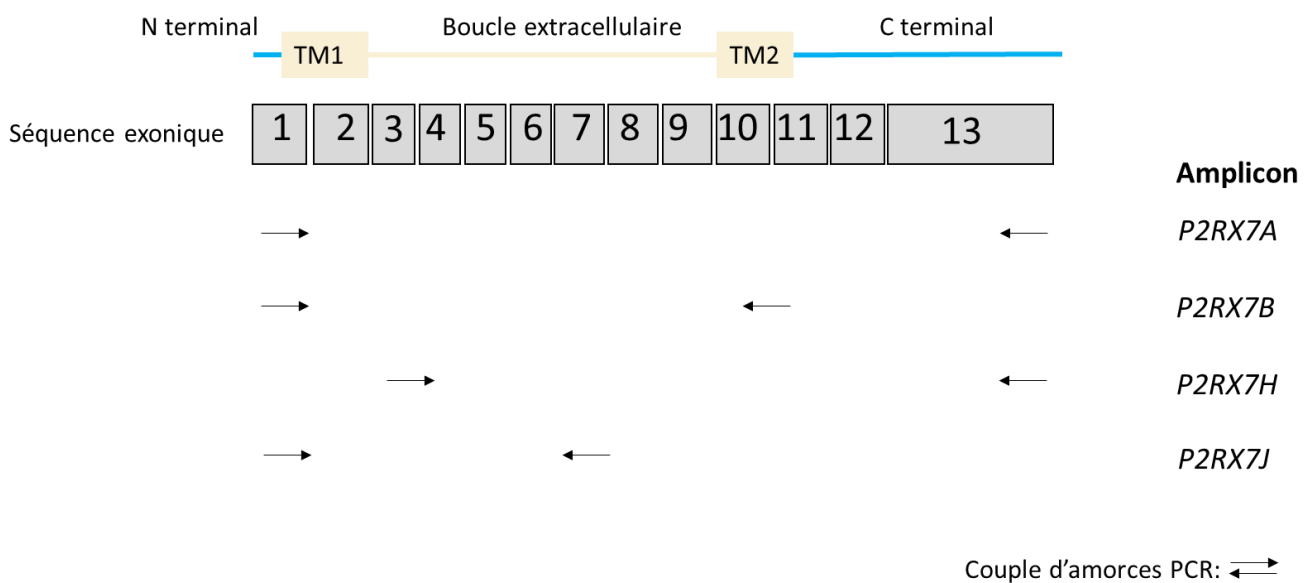 N terminal Boucle extracellulaire C terminal
TM1 TM2
Séquence exonique 1 2 3 4 5 6 7 8 9 10 11 12 13
Amplicon
P2RX7A
P2RX7B
P2RX7H
P2RX7J
Couple d'amorces PCR: